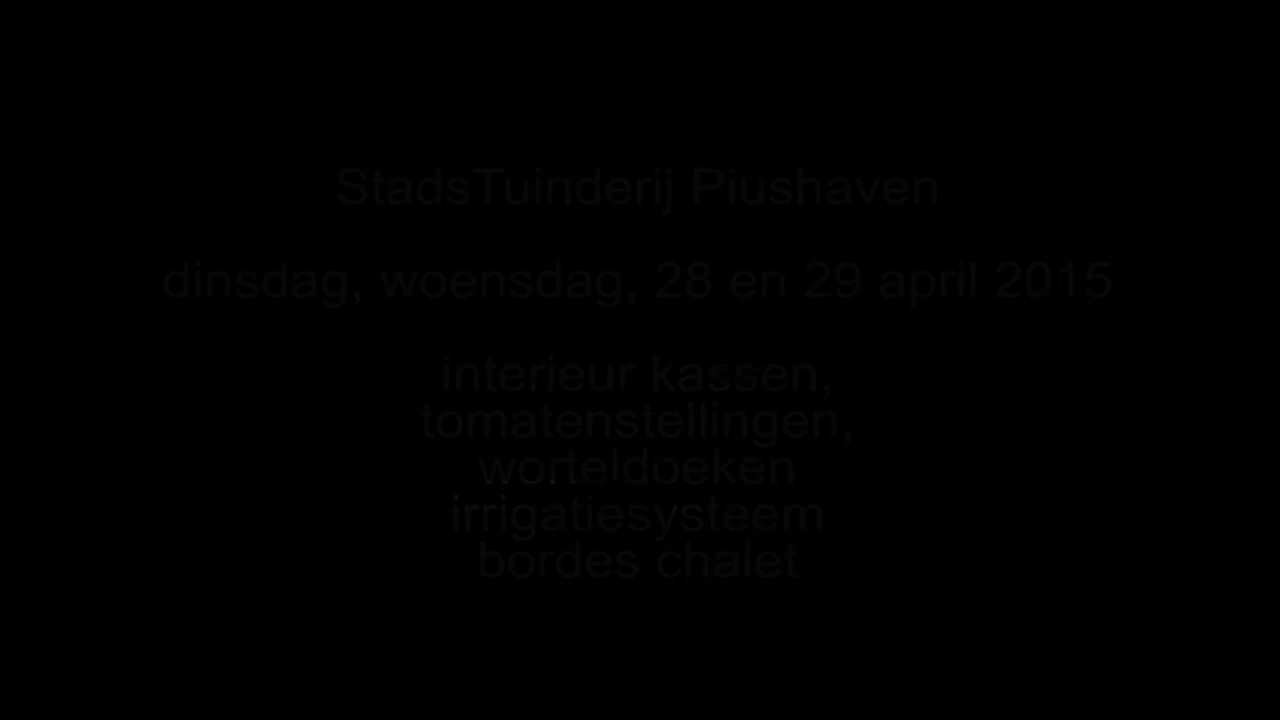 StadsTuinderij Piushaven
dinsdag, woensdag, 28 en 29 april 2015
interieur kassen,
tomatenstellingen,
worteldoeken
irrigatiesysteem
bordes chalet